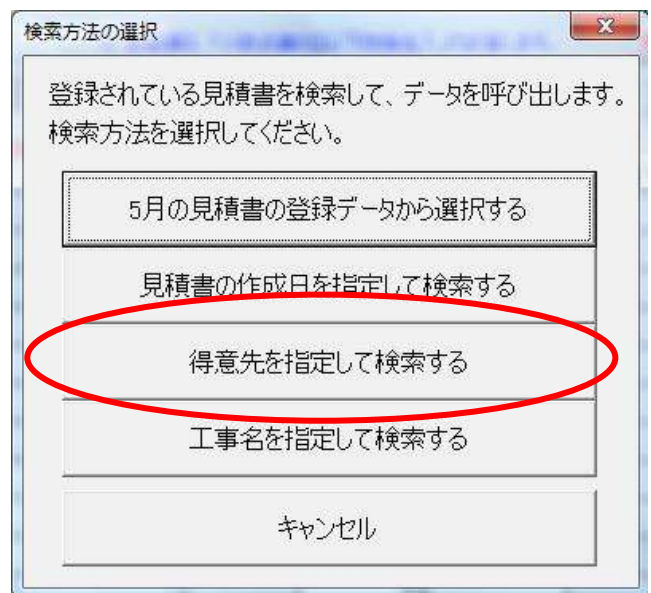 検索方法の選択
登録されている見積書を検索して、データを呼び出します。
検索方法を選択してください。
5月の見積書の登録データから選択する
見積書の作成日を指定して検索する
得意先を指定して検索する
工事名を指定して検索する
キャンセル